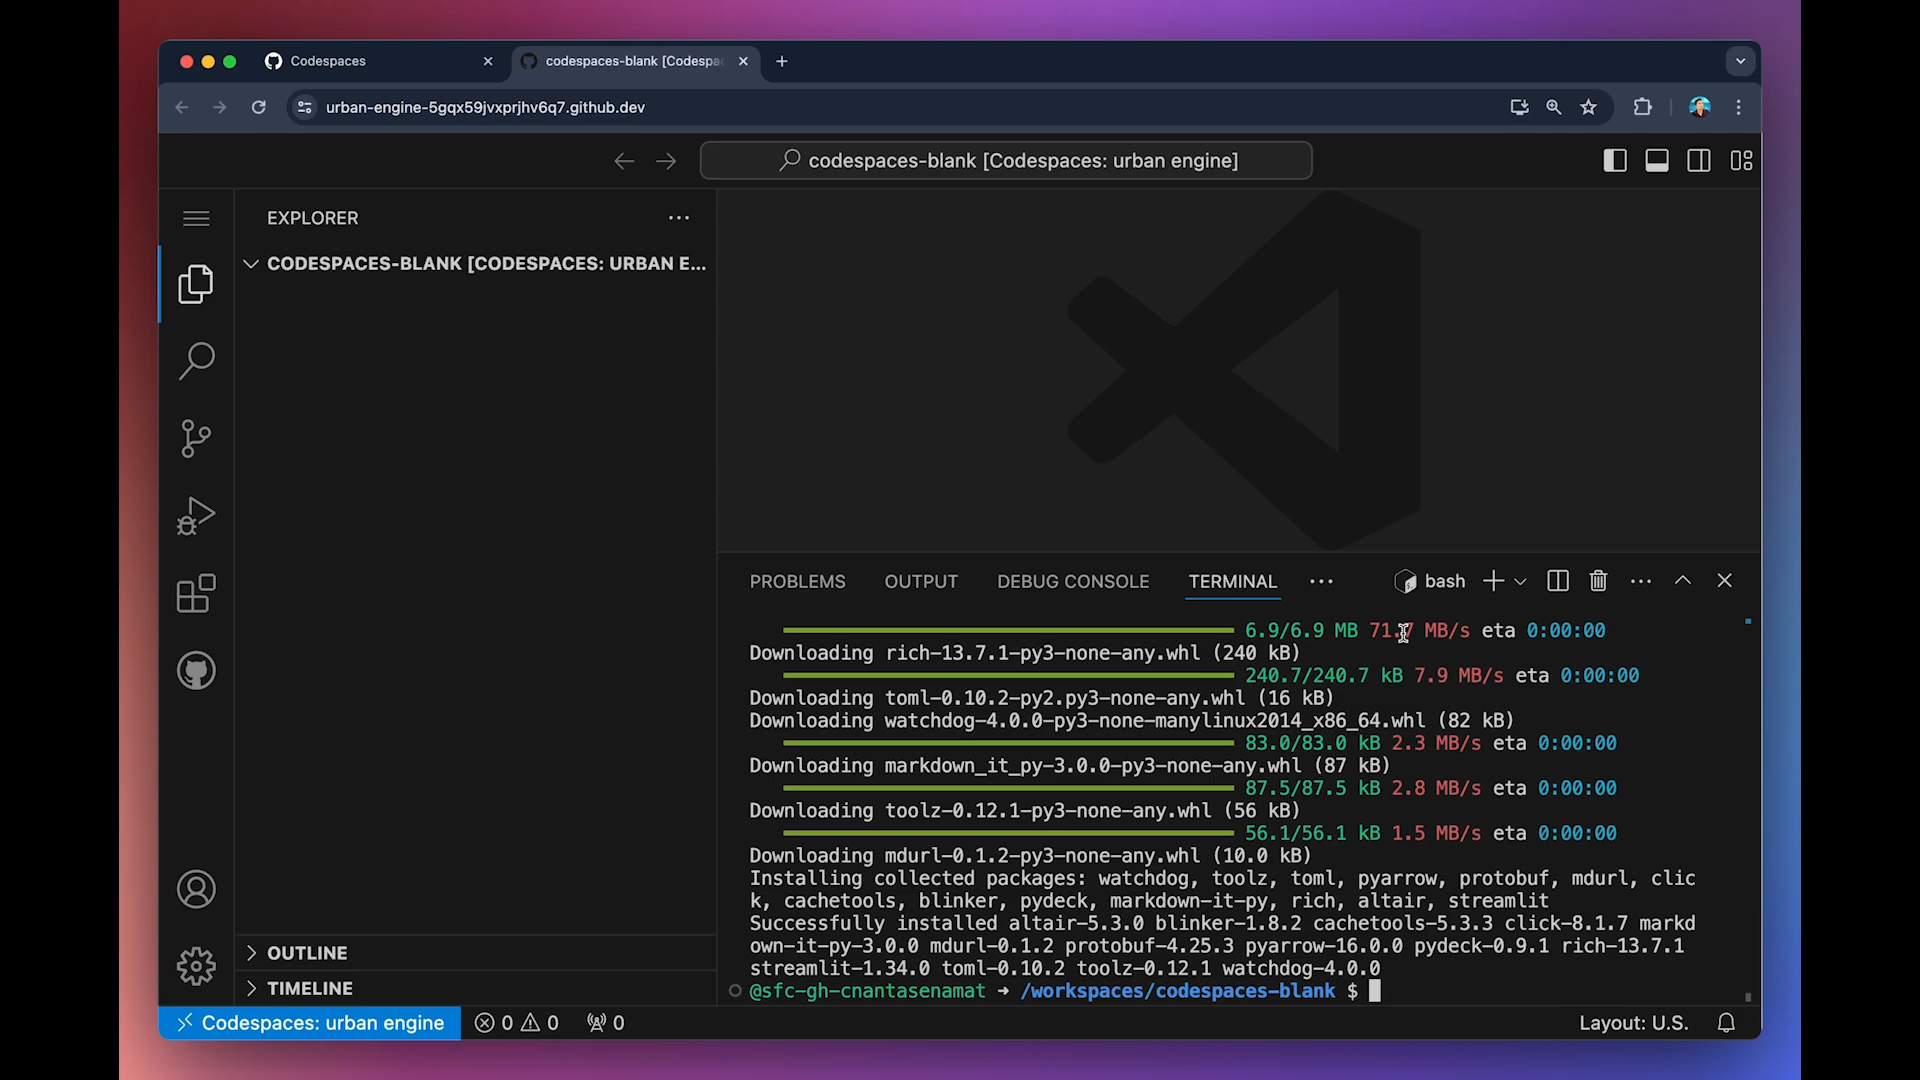 Codespaces
codespaces-blank [Codespa
urban-engine-5gqx59jvxprjhv6q7.github.dev
codespaces-blank [Codespaces: urban engine]
EXPLORER
CODESPACES-BLANK [CODESPACES: URBAN E...
OUTLINE
TIMELINE
PROBLEMS OUTPUT DEBUG CONSOLE TERMINAL bash
6.9/6.9 MB 71.7 MB/s eta 0:00:00
Downloading rich-13.7.1-py3-none-any.whl (240 kB)
240.7/240.7 kB 7.9 MB/s eta 0:00:00
Downloading toml-0.10.2-py2.py3-none-any.whl (16 kB)
Downloading watchdog-4.0.0-py3-none-manylinux2014_x86_64.whl (82 kB)
83.0/83.0 kB 2.3 MB/s eta 0:00:00
Downloading markdown_it_py-3.0.0-py3-none-any.whl (87 kB)
87.5/87.5 kB 2.8 MB/s eta 0:00:00
Downloading toolz-0.12.1-py3-none-any.whl (56 kB)
56.1/56.1 kB 1.5 MB/s eta 0:00:00
Downloading mdurl-0.1.2-py3-none-any.whl (10.0 kB)
Installing collected packages: watchdog, toolz, toml, pyarrow, protobuf, mdurl, clic
k, cachetools, blinker, pydeck, markdown-it-py, rich, altair, streamlit
Successfully installed altair-5.3.0 blinker-1.8.2 cachetools-5.3.3 click-8.1.7 markd
own-it-py-3.0.0 mdurl-0.1.2 protobuf-4.25.3 pyarrow-16.0.0 pydeck-0.9.1 rich-13.7.1
streamlit-1.34.0 toml-0.10.2 toolz-0.12.1 watchdog-4.0.0
@sfc-gh-cnantasenamat ➜ /workspaces/codespaces-blank $
Codespaces: urban engine 0 0 0 Layout: U.S.